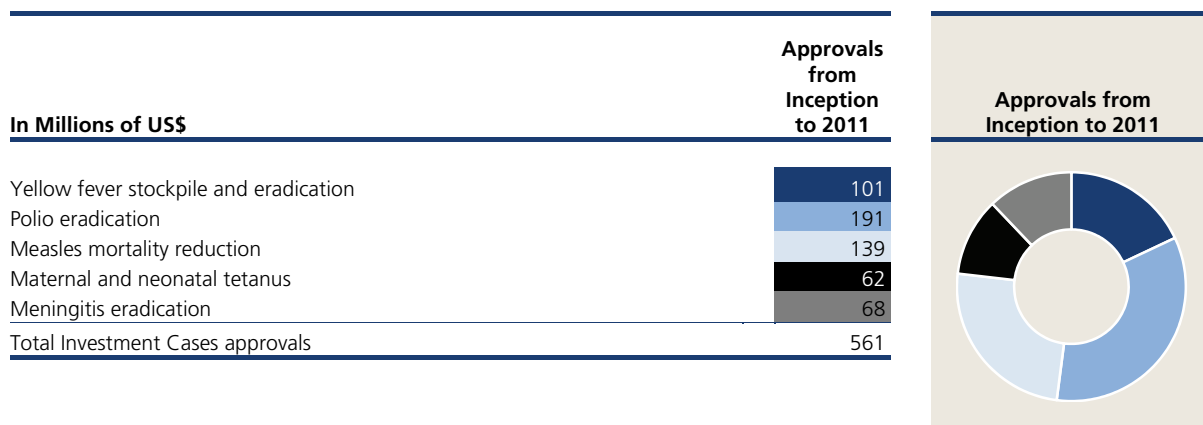 Approvals
from
Inception
In Millions of US$ to 2011
Yellow fever stockpile and eradication 101
Polio eradication 191
Measles mortality reduction 139
Maternal and neonatal tetanus 62
Meningitis eradication 68
Total Investment Cases approvals 561
Approvals from
Inception to 2011